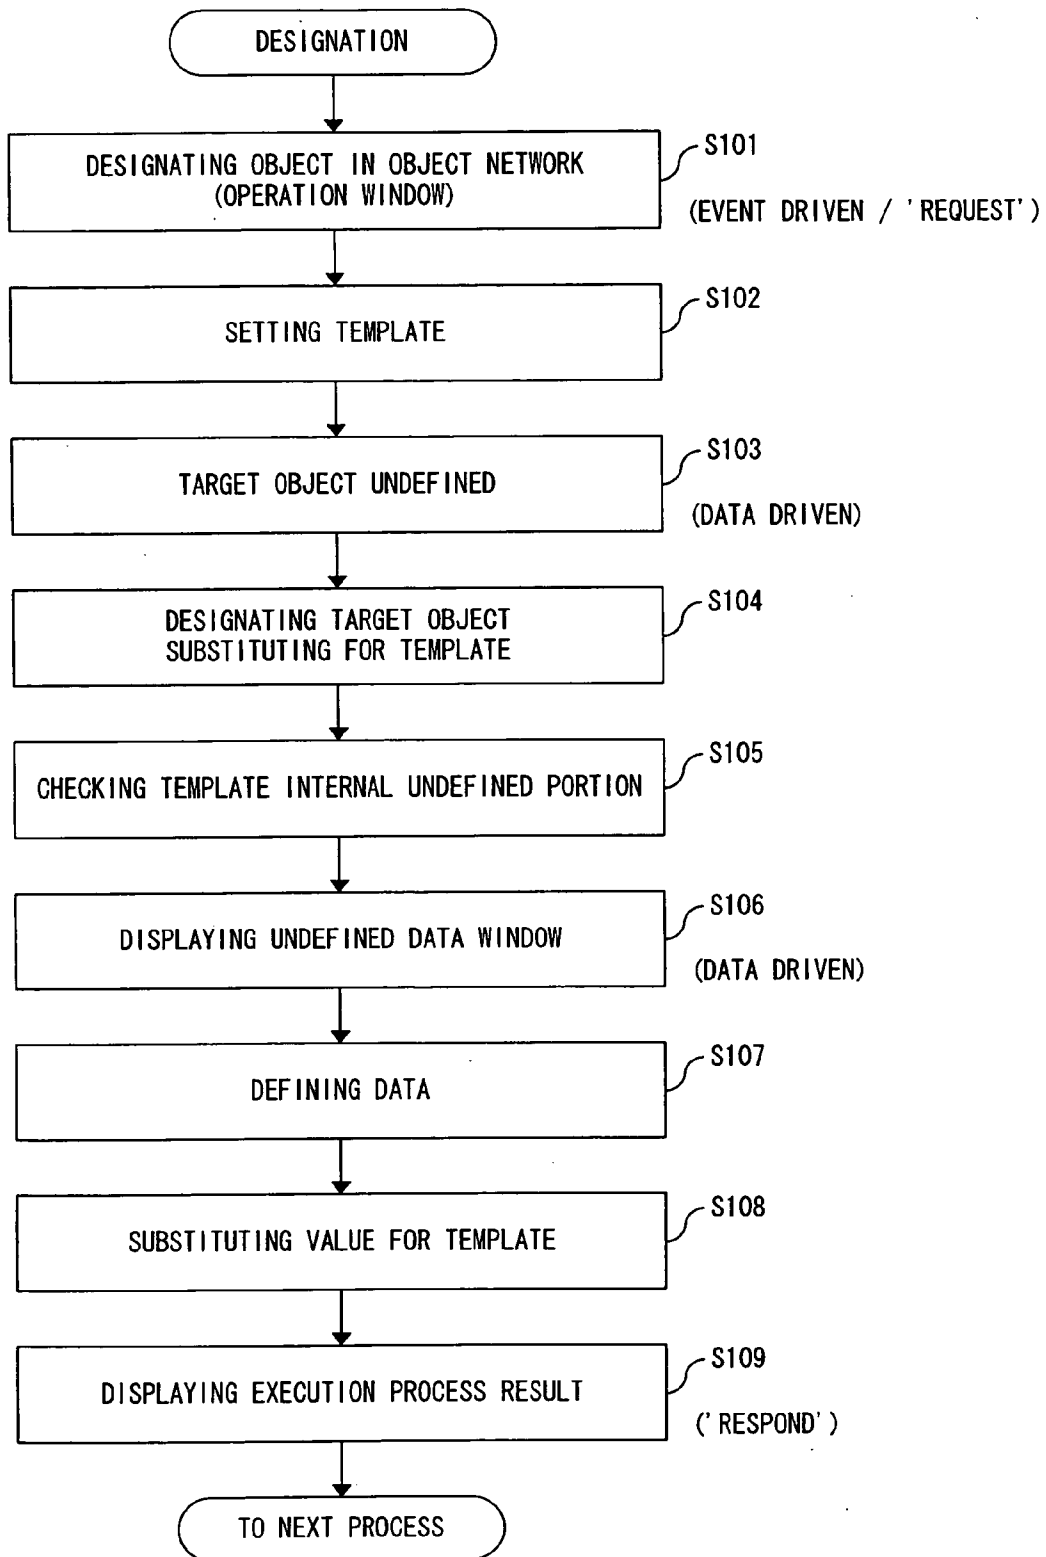 DESIGNATION
DESIGNATING OBJECT IN OBJECT NETWORK
(OPERATION WINDOW)
S101
(EVENT DRIVEN / 'REQUEST')
SETTING TEMPLATE
S102
TARGET OBJECT UNDEFINED
S103
(DATA DRIVEN)
DESIGNATING TARGET OBJECT
SUBSTITUTING FOR TEMPLATE
S104
CHECKING TEMPLATE INTERNAL UNDEFINED PORTION
S105
DISPLAYING UNDEFINED DATA WINDOW
S106
(DATA DRIVEN)
DEFINING DATA
S107
SUBSTITUTING VALUE FOR TEMPLATE
S108
DISPLAYING EXECUTION PROCESS RESULT
S109
('RESPOND')
TO NEXT PROCESS